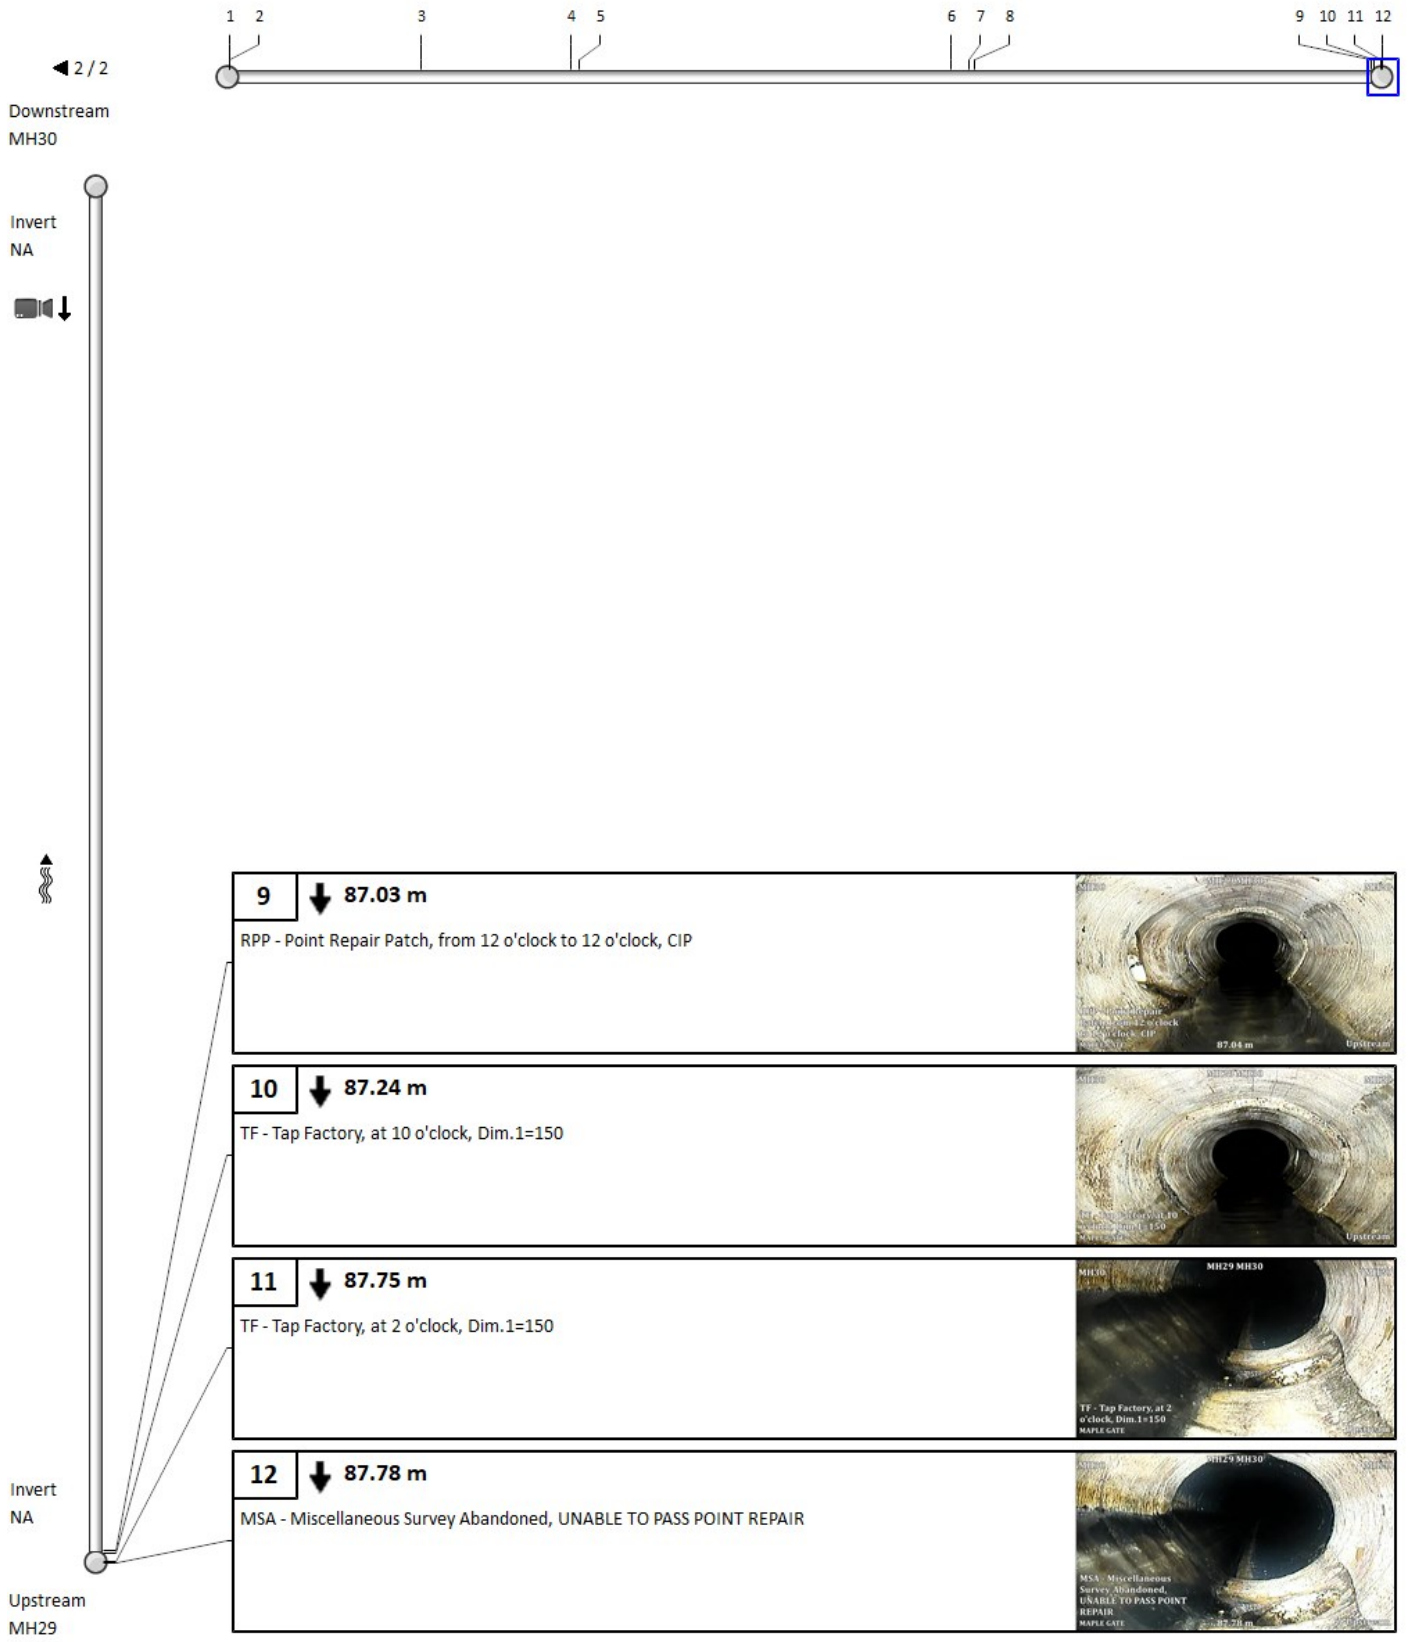 1 2 3 4 5 6 7 8 9 10 11 12
2 / 2
Downstream
MH30
Invert
NA
9 87.03 m
RPP - Point Repair Patch, from 12 o'clock to 12 o'clock, CIP
87.04 m
Upstream
10 87.24 m
TF - Tap Factory, at 10 o'clock, Dim.1=150
Upstream
11 87.75 m
TF - Tap Factory, at 2 o'clock, Dim.1=150
MH30
MH29 MH30
TF - Tap Factory, at 2
o'clock, Dim.1=150
MAPLE GATE
12 87.78 m
MSA - Miscellaneous Survey Abandoned, UNABLE TO PASS POINT REPAIR
MH29 MH30
MSA - Miscellaneous
Survey Abandoned,
UNABLE TO PASS POINT
REPAIR
MAPLE GATE
87.78 m
Invert
NA
Upstream
MH29